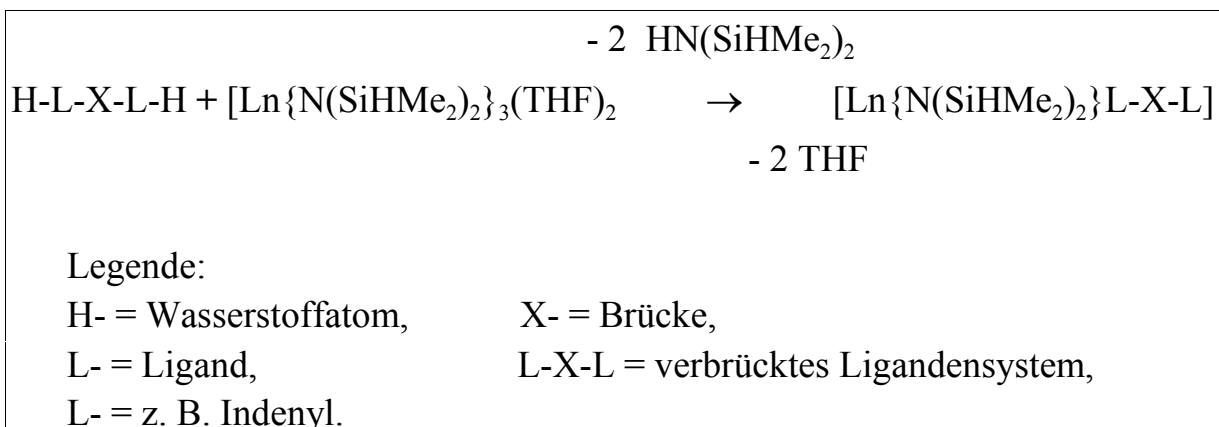 - 2 HN(SiHMe₂)₂
H-L-X-L-H + [Ln{N(SiHMe₂)₂}₃(THF)₂ → [Ln{N(SiHMe₂)₂}L-X-L]
- 2 THF
Legende:
H- = Wasserstoffatom, X- = Brücke,
L- = Ligand, L-X-L = verbrücktes Ligandensystem,
L- = z. B. Indenyl.